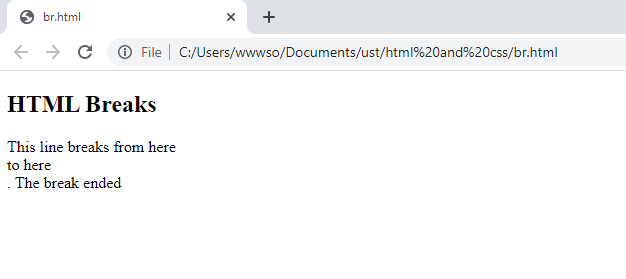 br.html
File | C:/Users/wwwso/Documents/ust/html%20and%20css/br.html
HTML Breaks
This line breaks from here
to here
. The break ended